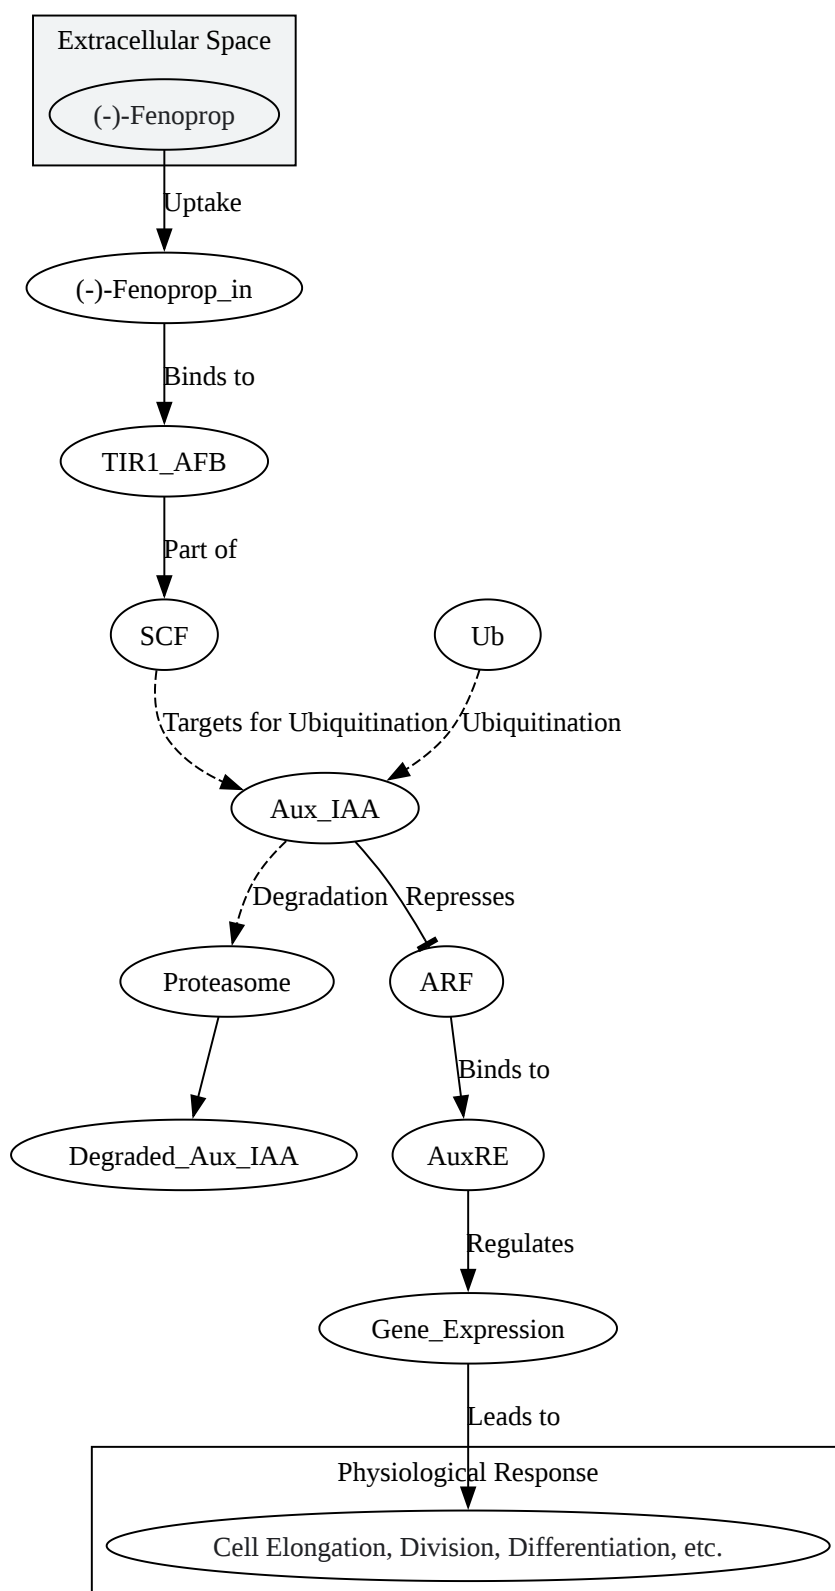 Extracellular Space
(-)-Fenoprop
Uptake
(-)-Fenoprop_in
Binds to
TIR1_AFB
Part of
SCF
Ub
Targets for Ubiquitination
Ubiquitination
Aux_IAA
Degradation
Represses
Proteasome
ARF
Binds to
Degraded_Aux_IAA
AuxRE
Regulates
Gene_Expression
Leads to
Physiological Response
Cell Elongation, Division, Differentiation, etc.